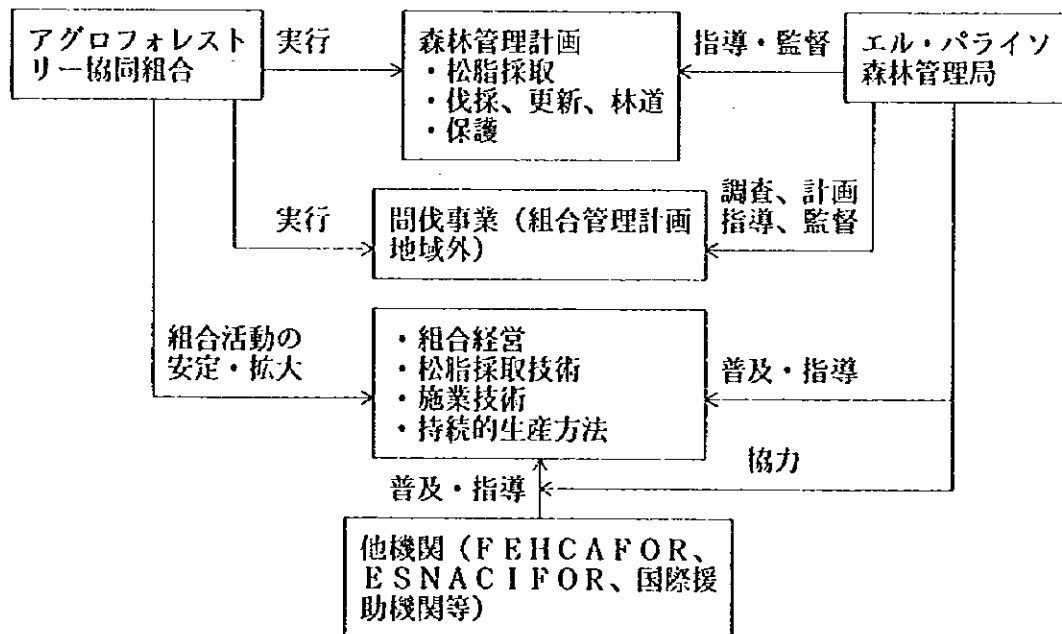 アグロフォレスト
リー協同組合
実行
森林管理計画
・松脂採取
・伐採、更新、林道
・保護
指導・監督
エル・パライソ
森林管理局
実行
間伐事業（組合管理計画
地域外）
調査、計画
指導、監督
組合活動の
安定・拡大
・組合経営
・松脂採取技術
・施業技術
・持続的生産方法
普及・指導
協力
普及・指導
他機関（ＦＥＨＣＡＦＯＲ、
ＥＳＮＡＣＩＦＯＲ、国際援
助機関等）